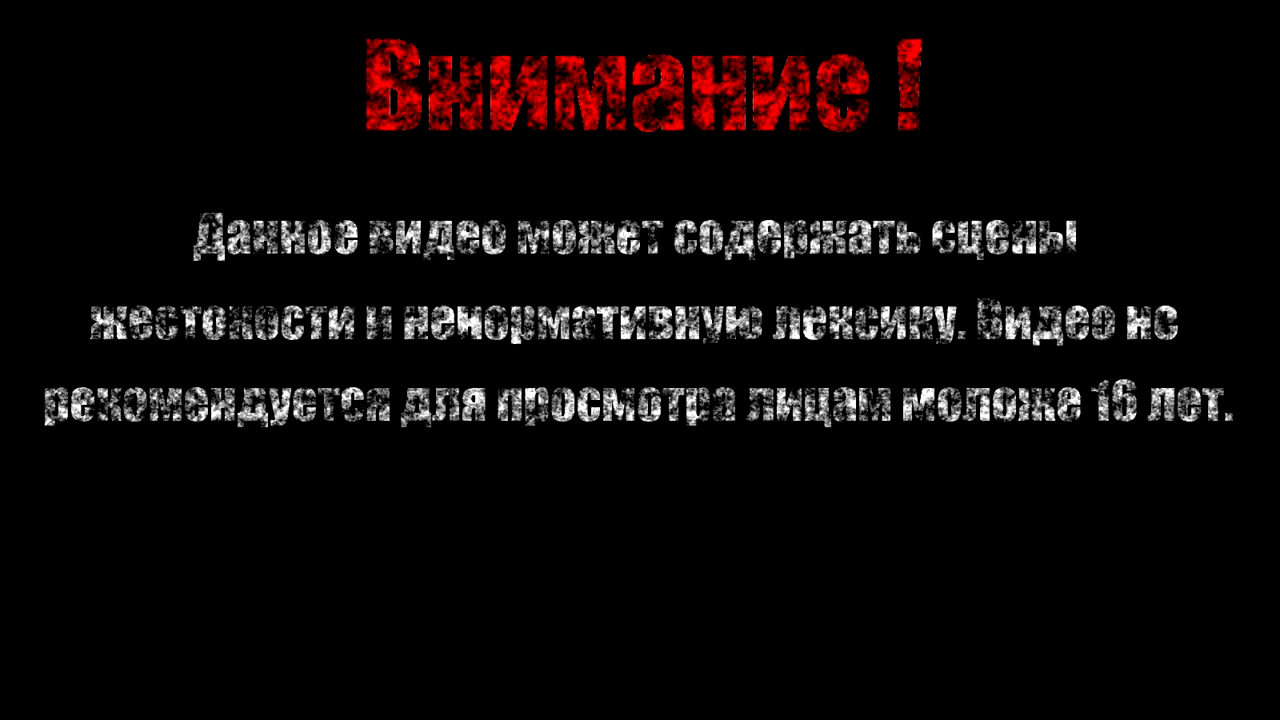 Внимание !
Данное видео может содержать сцены
жестокости и ненормативную лексику. Видео не
рекомендуется для просмотра лицам моложе 16 лет.